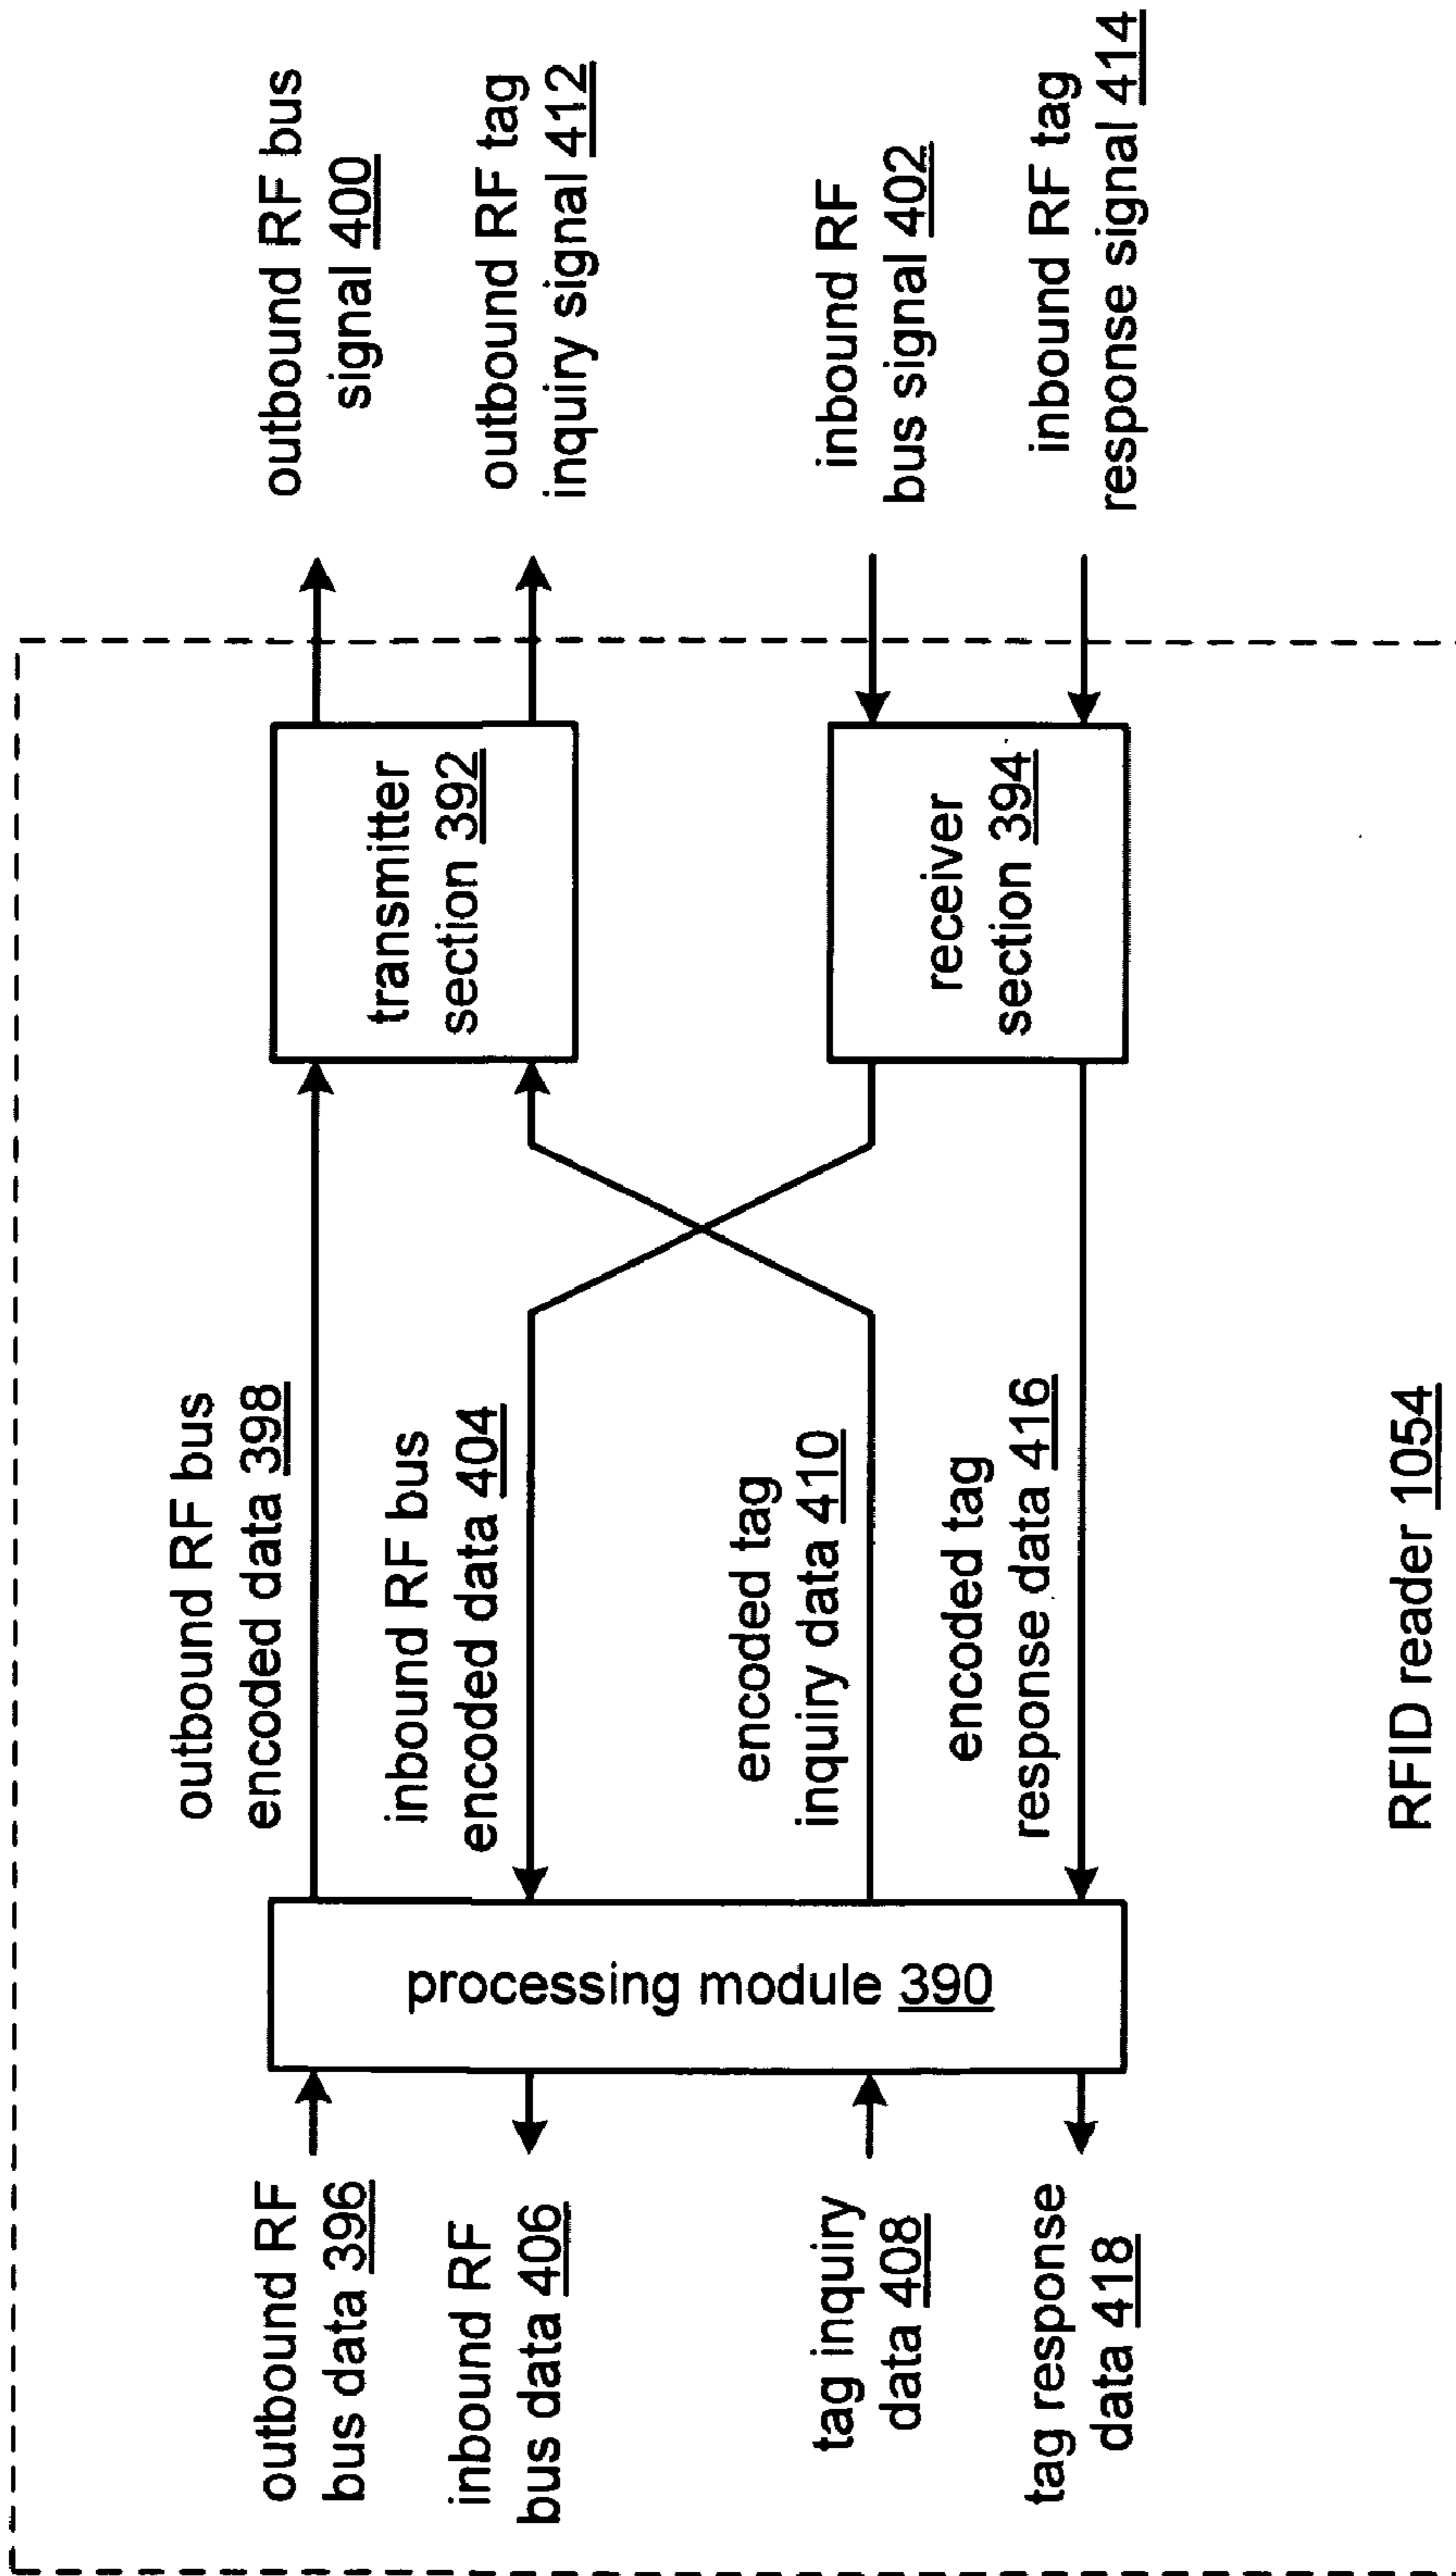 outbound RF
bus data 396
inbound RF
bus data 406
tag inquiry
data 408
tag response
data 418
processing module 390
outbound RF bus
encoded data 398
inbound RF bus
encoded data 404
encoded tag
inquiry data 410
encoded tag
response data 416
transmitter
section 392
receiver
section 394
outbound RF bus
signal 400
outbound RF tag
inquiry signal 412
inbound RF
bus signal 402
inbound RF tag
response signal 414
RFID reader 1054